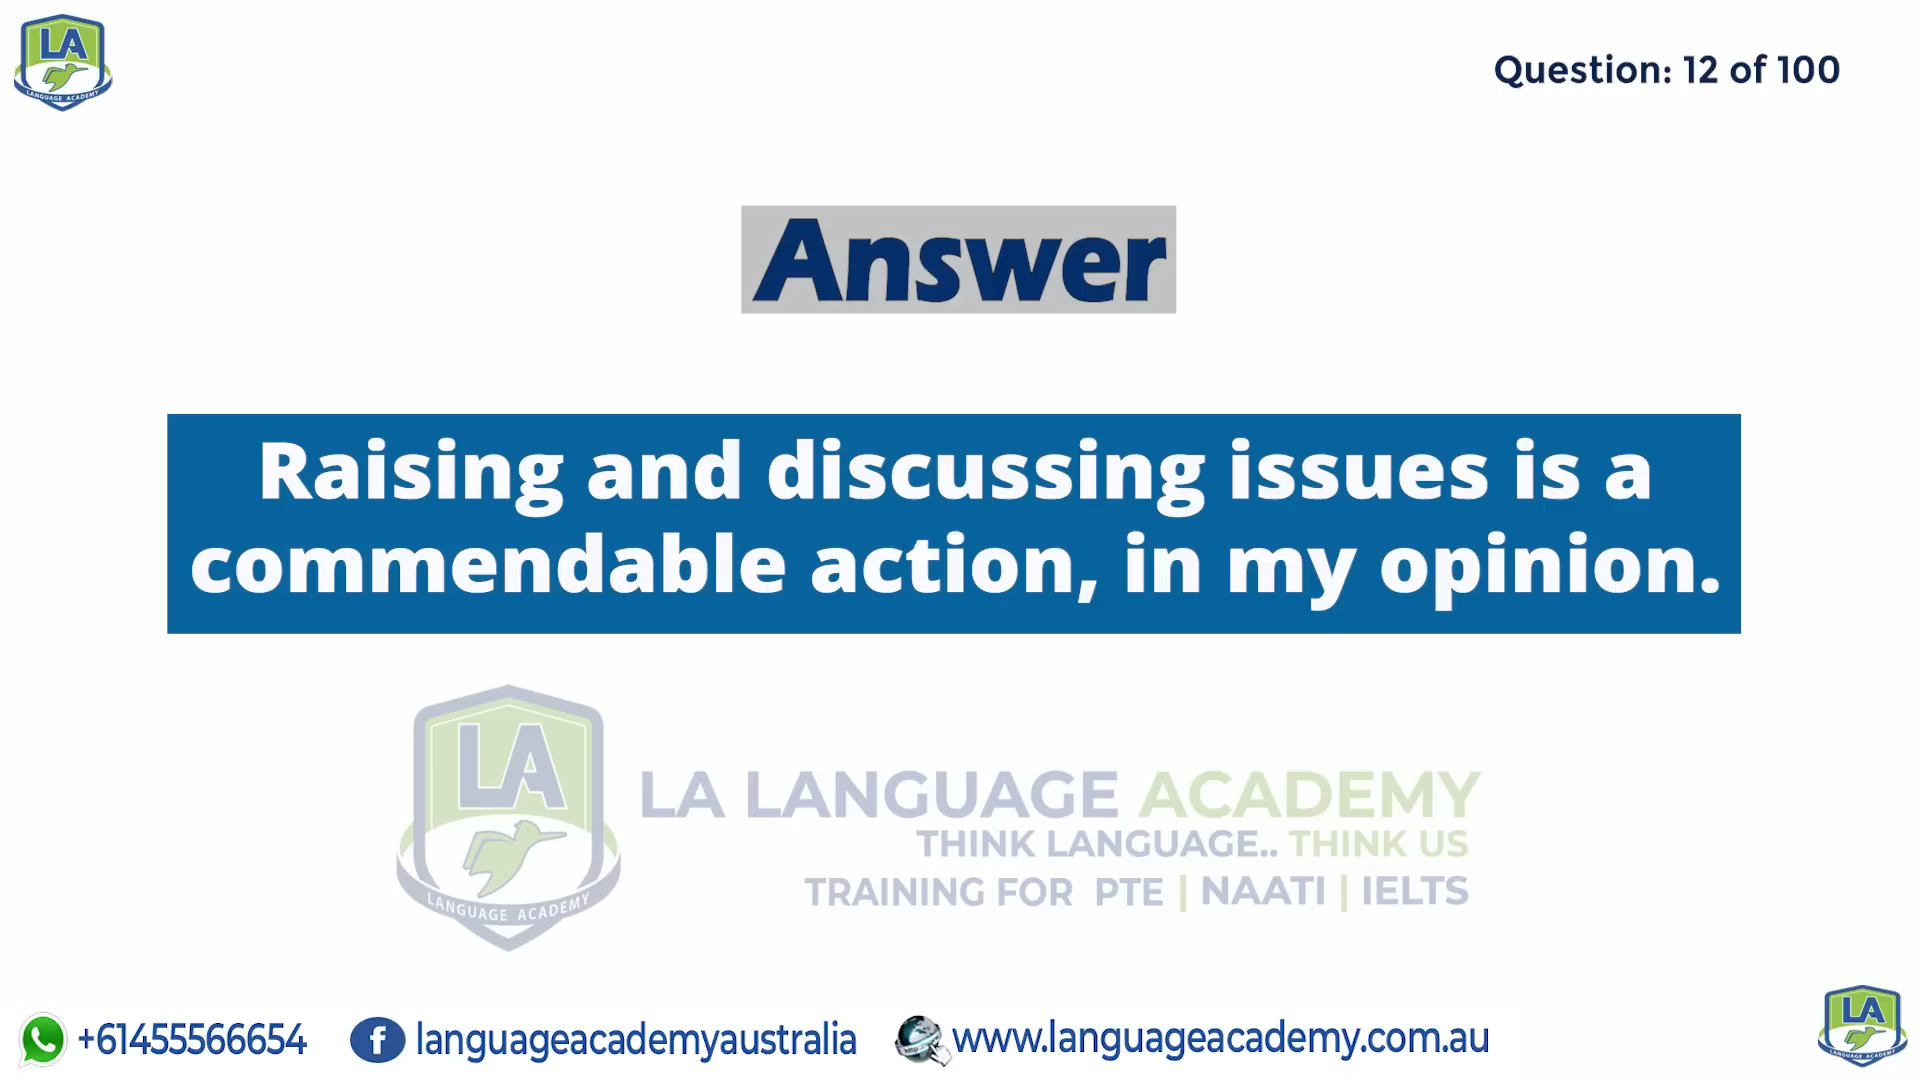 LA
LANGUAGE ACADEMY
Question: 12 of 100
Answer
Raising and discussing issues is a
commendable action, in my opinion.
LA
LANGUAGE ACADEMY
LA LANGUAGE ACADEMY
THINK LANGUAGE.. THINK US
TRAINING FOR PTE | NAATI | IELTS
+61455566654
f languageacademyaustralia
http:// www.languageacademy.com.au
LA
LANGUAGE ACADEMY